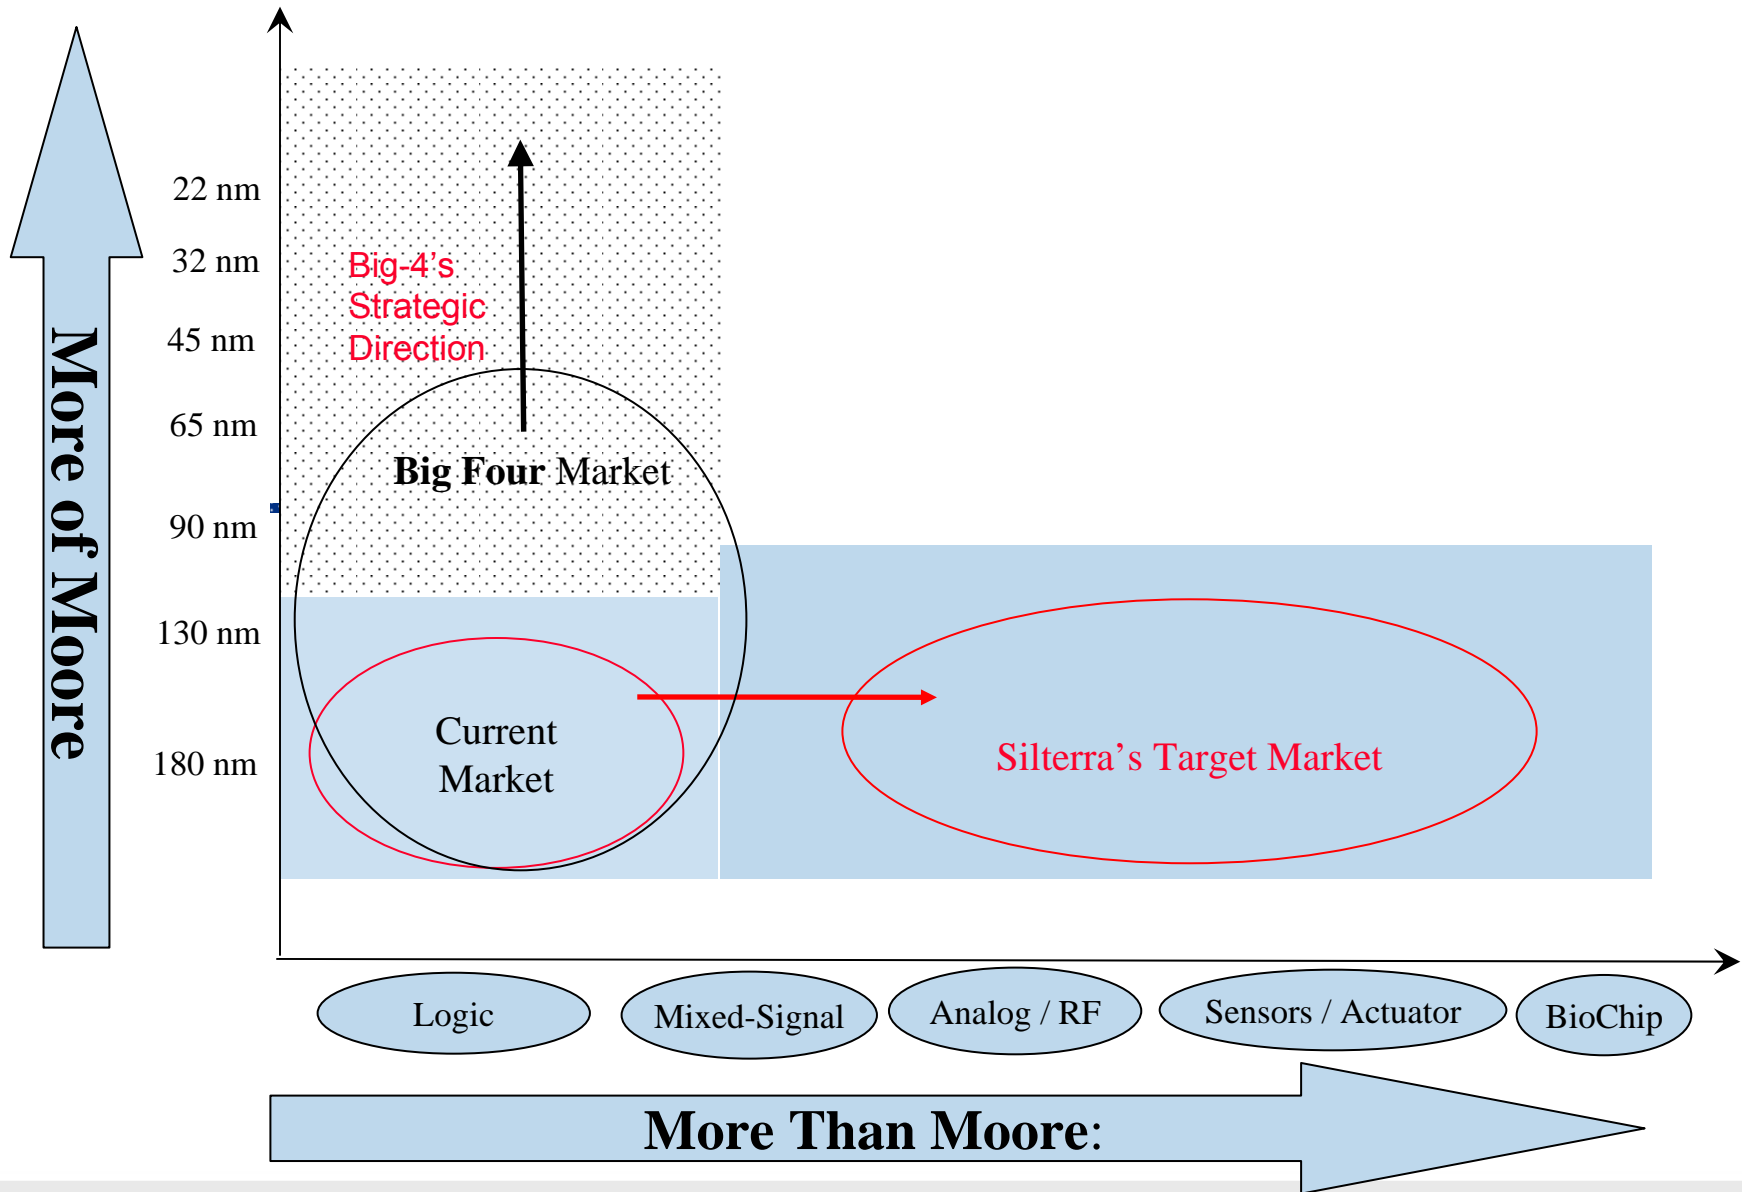 22 nm
32 nm
45 nm
65 nm
90 nm
130 nm
180 nm
More of Moore
Big-4’s
Strategic
Direction
Big Four Market
Current
Market
Silterra’s Target Market
Logic
Mixed-Signal
Analog / RF
Sensors / Actuator
BioChip
More Than Moore: